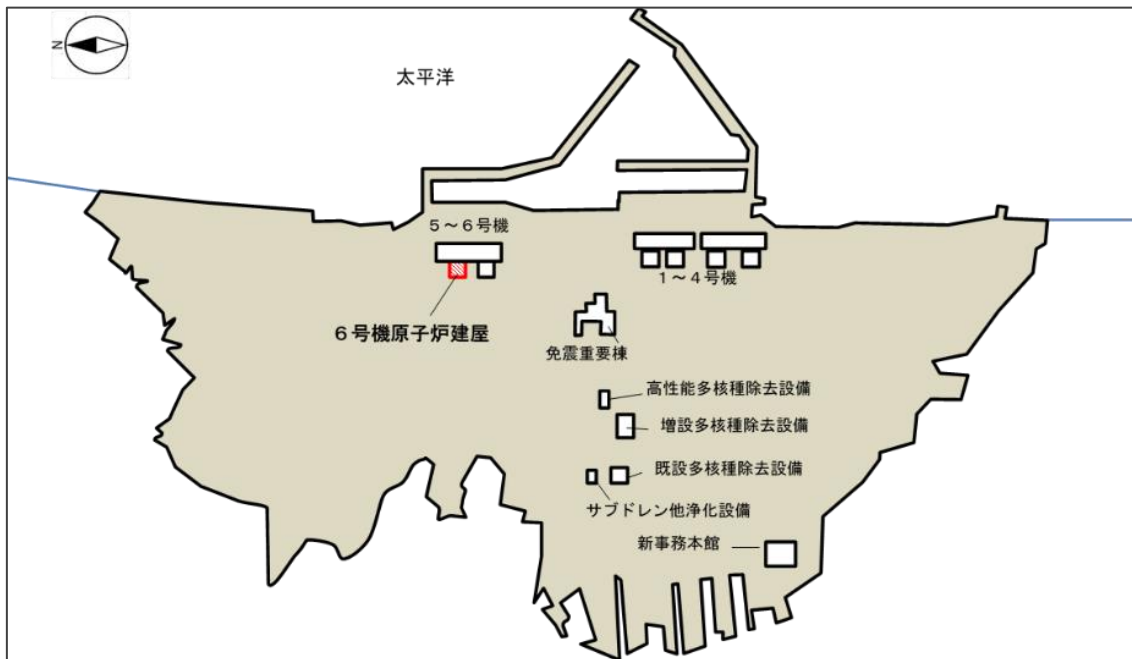 N
太平洋
5～6号機
1～4号機
6号機原子炉建屋
免震重要棟
高性能多核種除去設備
増設多核種除去設備
既設多核種除去設備
サブドレン他浄化設備
新事務本館